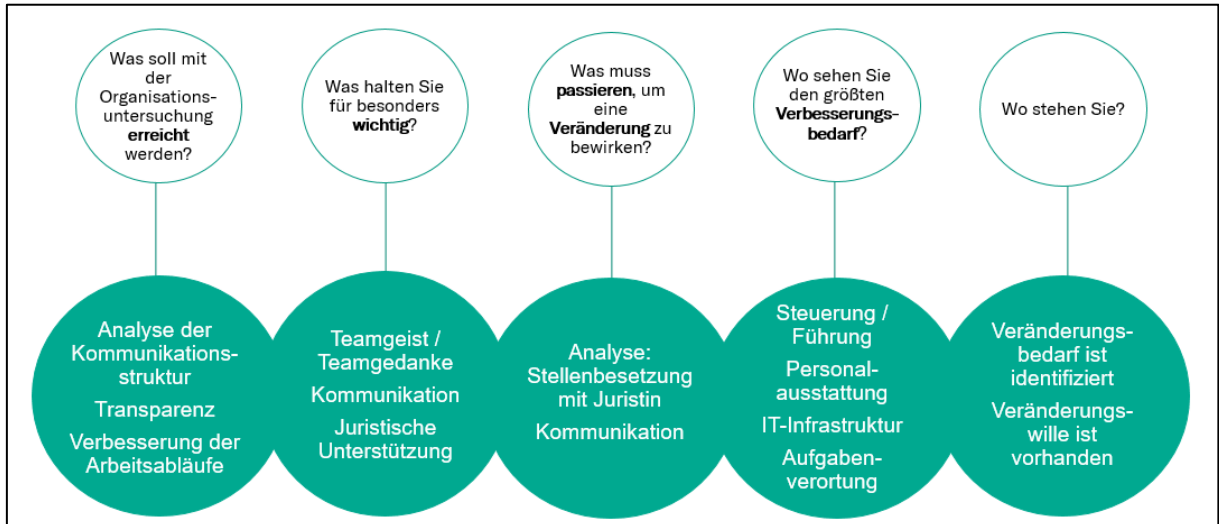 Was soll mit
der
Organisations-
untersuchung
erreicht
werden?
Was halten Sie
für besonders
wichtig?
Was muss
passieren, um
eine
Veränderung zu
bewirken?
Wo sehen Sie
den größten
Verbesserungs-
bedarf?
Wo stehen Sie?
Analyse der
Kommunikations-
struktur
Transparenz
Verbesserung der
Arbeitsabläufe
Teamgeist /
Teamgedanke
Kommunikation
Juristische
Unterstützung
Analyse:
Stellenbesetzung
mit Juristin
Kommunikation
Steuerung /
Führung
Personal-
ausstattung
IT-Infrastruktur
Aufgaben-
verortung
Veränderungs-
bedarf ist
identifiziert
Veränderungs-
wille ist
vorhanden